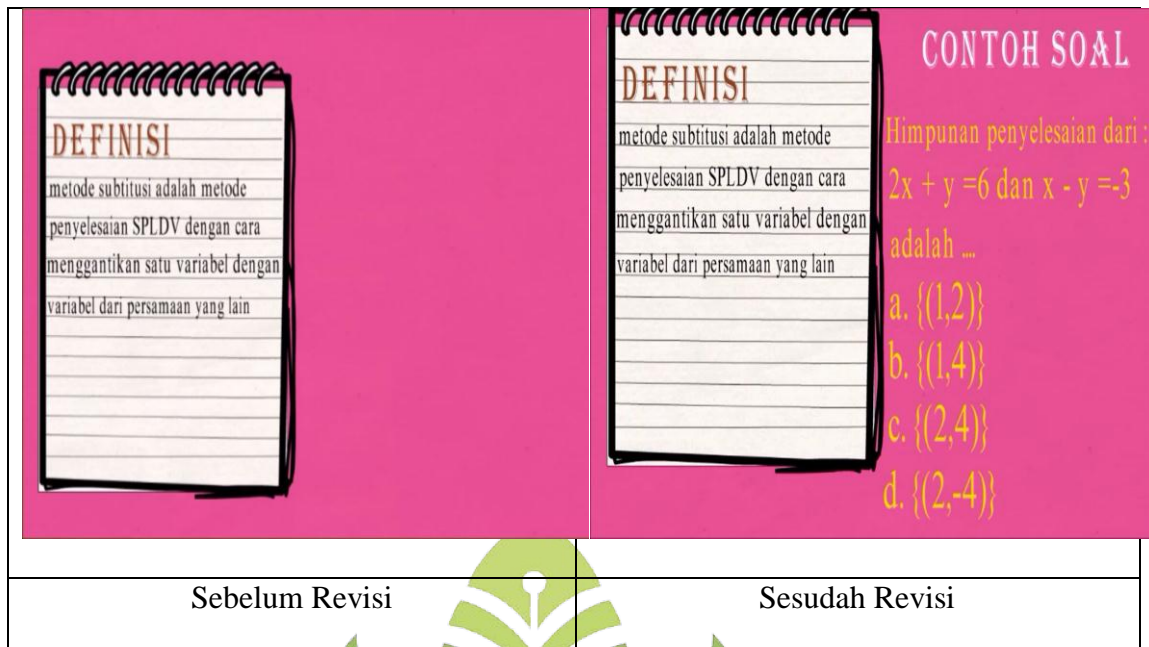 DEFINISI
metode subtitusi adalah metode
penyelesaian SPLDV dengan cara
menggantikan satu variabel dengan
variabel dari persamaan yang lain
DEFINISI
metode subtitusi adalah metode
penyelesaian SPLDV dengan cara
menggantikan satu variabel dengan
variabel dari persamaan yang lain
CONTOH SOAL
Himpunan penyelesaian dari :
2x + y =6 dan x - y =-3
adalah ....
a. {(1,2)}
b. {(1,4)}
c. {(2,4)}
d. {(2,-4)}
Sebelum Revisi
Sesudah Revisi